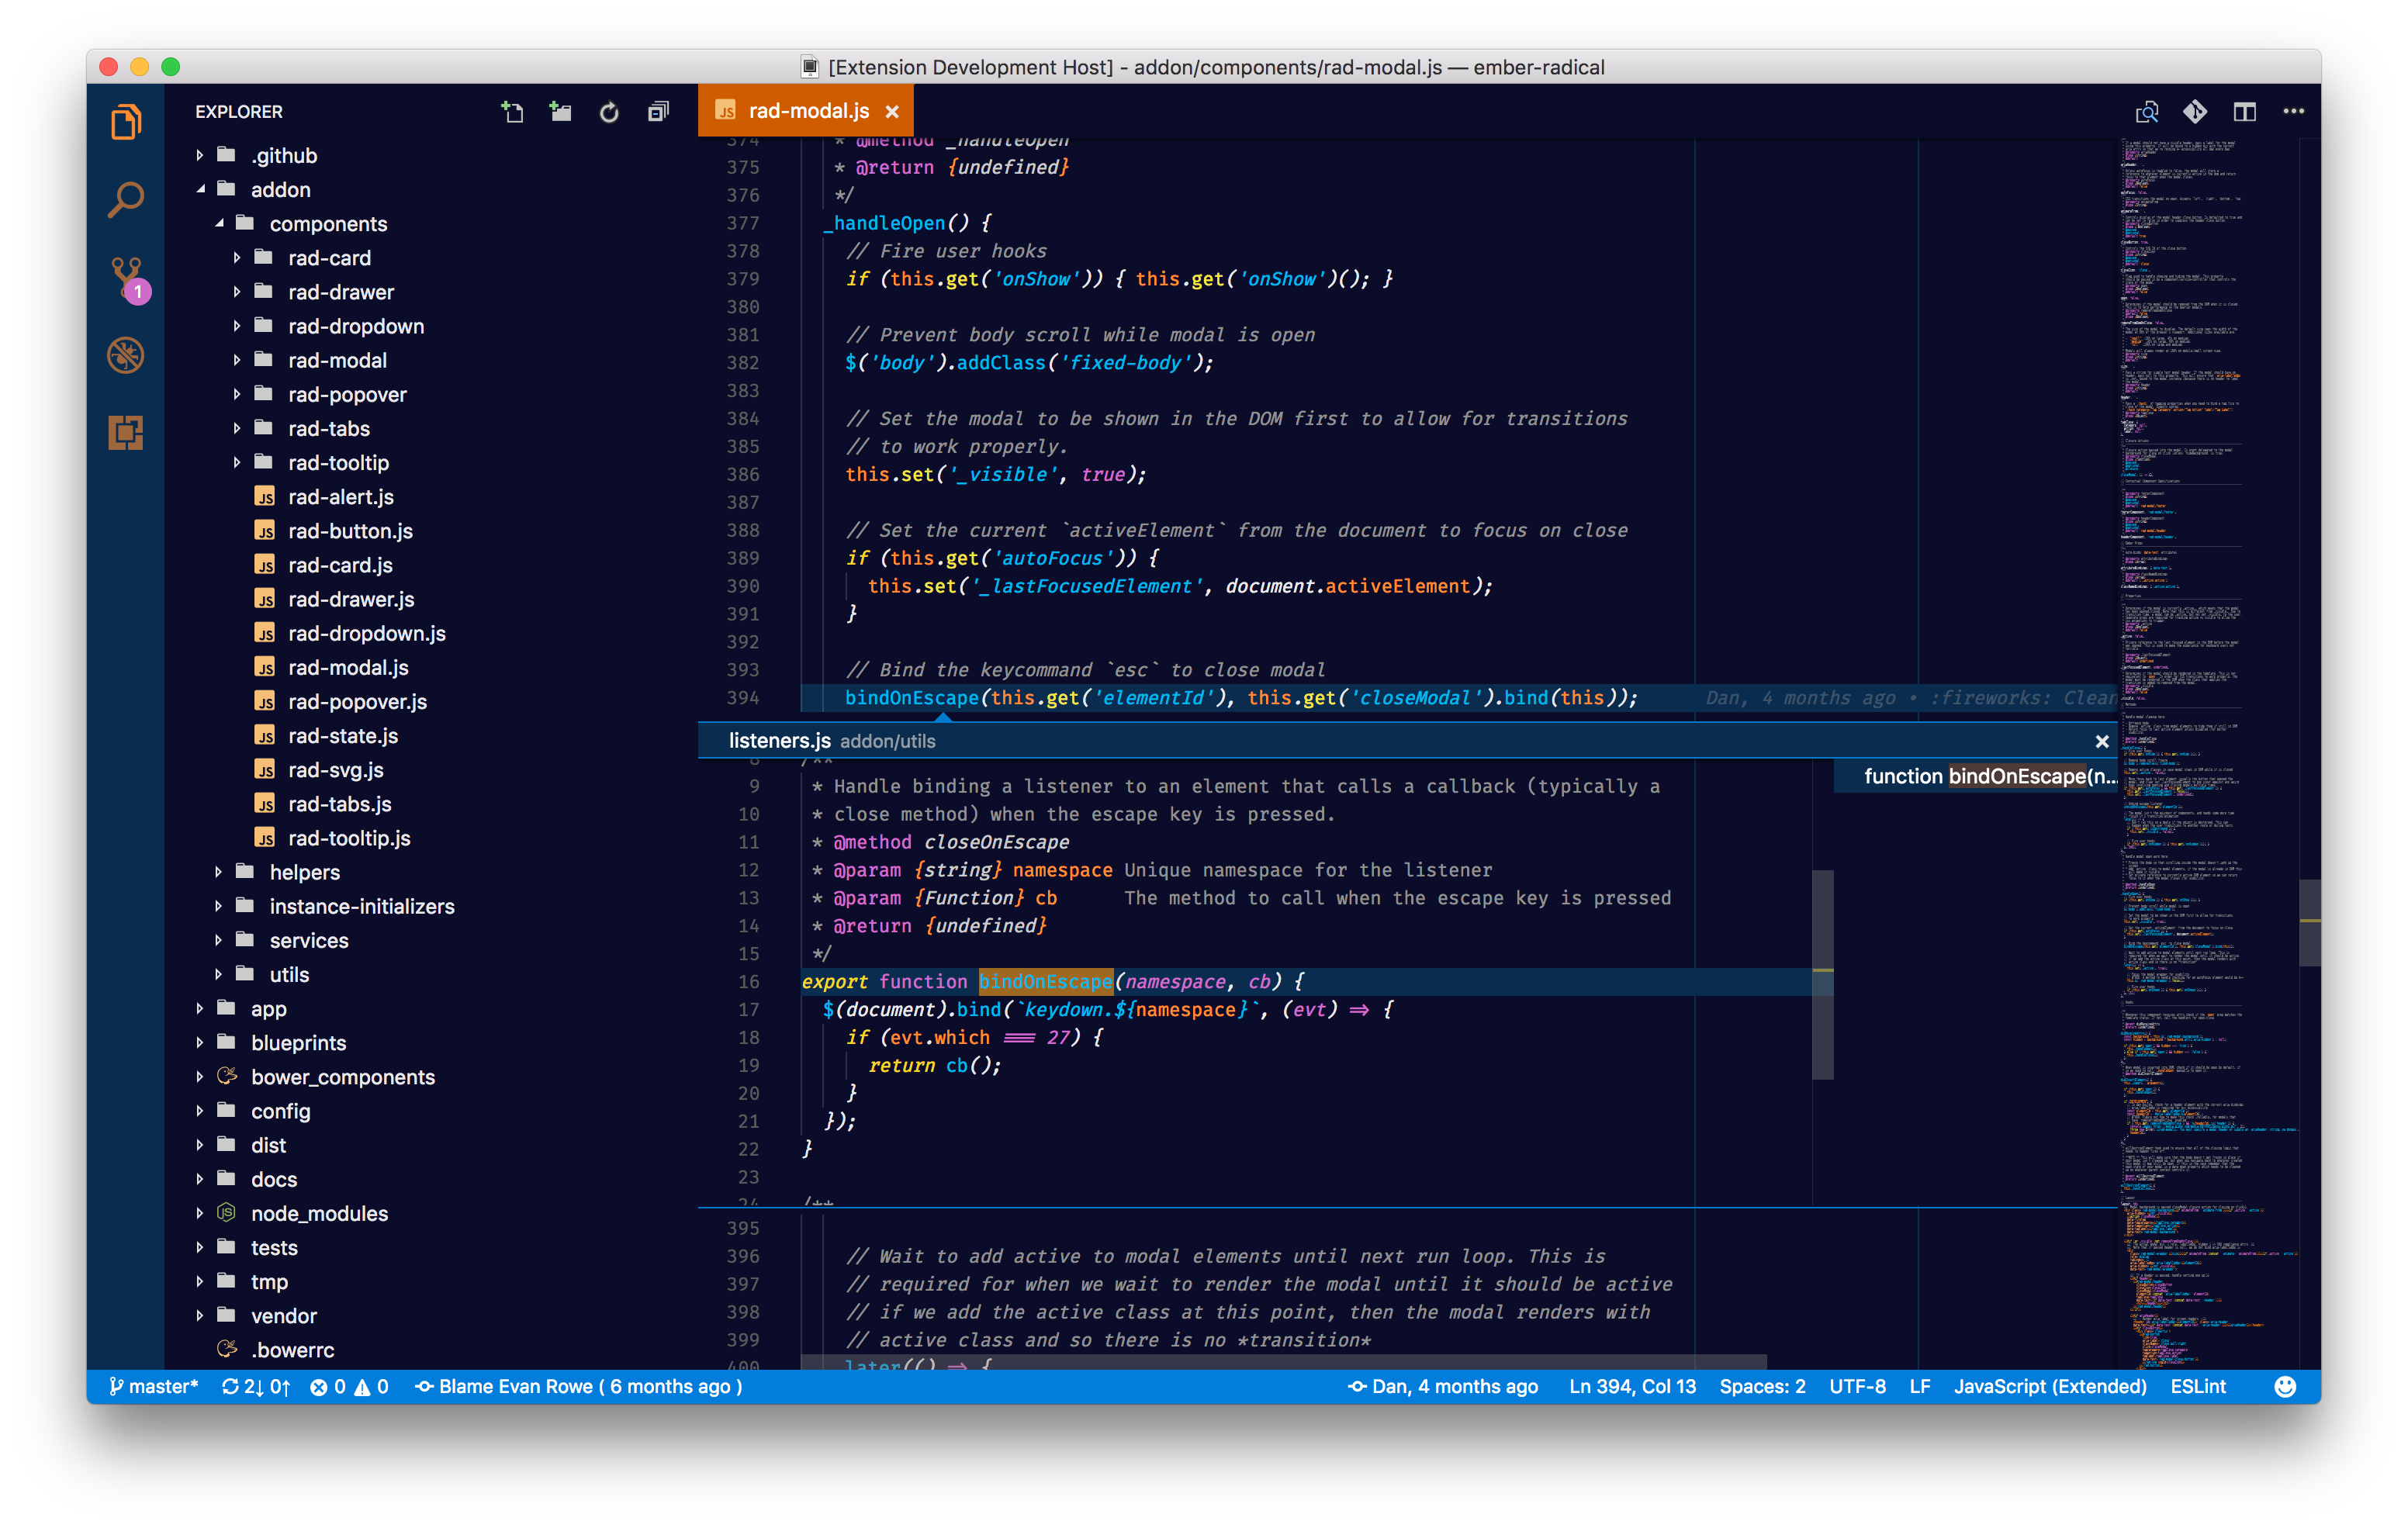 [Extension Development Host] - addon/components/rad-modal.js — ember-radical
EXPLORER
.github
addon
components
rad-card
rad-drawer
rad-dropdown
rad-modal
rad-popover
rad-tabs
rad-tooltip
JS rad-alert.js
JS rad-button.js
JS rad-card.js
JS rad-drawer.js
JS rad-dropdown.js
JS rad-modal.js
JS rad-popover.js
JS rad-state.js
JS rad-svg.js
JS rad-tabs.js
JS rad-tooltip.js
helpers
instance-initializers
services
utils
app
blueprints
bower_components
config
dist
docs
node_modules
tests
tmp
vendor
.bowerrc
1
JS rad-modal.js ×
374 * @method _handleOpen
375 * @return {undefined}
376 */
377 _handleOpen() {
378 // Fire user hooks
379 if (this.get('onShow')) { this.get('onShow')(); }
380
381 // Prevent body scroll while modal is open
382 $('body').addClass('fixed-body');
383
384 // Set the modal to be shown in the DOM first to allow for transitions
385 // to work properly.
386 this.set('_visible', true);
387
388 // Set the current `activeElement` from the document to focus on close
389 if (this.get('autoFocus')) {
390 this.set('_lastFocusedElement', document.activeElement);
391 }
392
393 // Bind the keycommand `esc` to close modal
394 bindOnEscape(this.get('elementId'), this.get('closeModal').bind(this)); Dan, 4 months ago • :fireworks: Clean
listeners.js addon/utils
8 /**
9 * Handle binding a listener to an element that calls a callback (typically a
10 * close method) when the escape key is pressed.
11 * @method closeOnEscape
12 * @param {string} namespace Unique namespace for the listener
13 * @param {Function} cb The method to call when the escape key is pressed
14 * @return {undefined}
15 */
16 export function bindOnEscape(namespace, cb) {
17 $(document).bind(`keydown.${namespace}`, (evt) => {
18 if (evt.which === 27) {
19 return cb();
20 }
21 });
22 }
23
24 /**
function bindOnEscape(n...
395
396 // Wait to add active to modal elements until next run loop. This is
397 // required for when we wait to render the modal until it should be active
398 // if we add the active class at this point, then the modal renders with
399 // active class and so there is no *transition*
400 later(() => {
master* 2↓ 0↑ 0 0 Blame Evan Rowe ( 6 months ago ) Dan, 4 months ago Ln 394, Col 13 Spaces: 2 UTF-8 LF JavaScript (Extended) ESLint